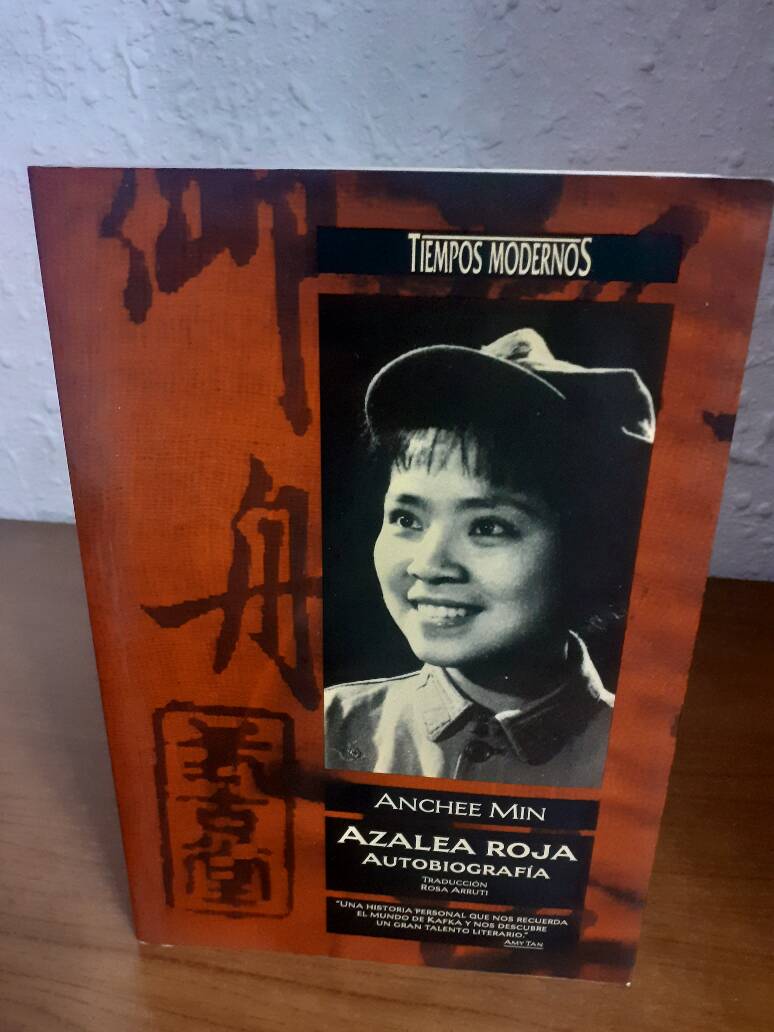 TIEMPOS MODERNOS
舟
ANCHEE MIN
AZALEA ROJA
AUTOBIOGRAFÍA
TRADUCCIÓN
ROSA ARRUTI
"UNA HISTORIA PERSONAL QUE NOS RECUERDA
EL MUNDO DE KAFKA Y NOS DESCUBRE
UN GRAN TALENTO LITERARIO."
AMY TAN